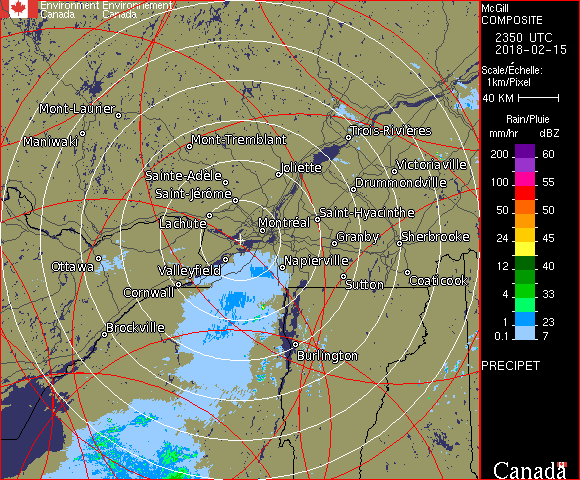 Environment Environnement
Canada Canada
McGill
COMPOSITE
2350 UTC
2018-02-15
Scale/Échelle:
1km/Pixel
40 KM
Rain/Pluie
mm/hr dBZ
200 60
100 55
50 50
24 45
12 40
4 33
1 23
0.1 7
PRECIPET
Canada
Mont-Laurier
Maniwaki
Mont-Tremblant
Trois-Rivières
Sainte-Adèle
Joliette
Victoriaville
Saint-Jérôme
Drummondville
Lachute
Montréal
Saint-Hyacinthe
Granby
Sherbrooke
Ottawa
Valleyfield
Napierville
Cornwall
Sutton
Coaticook
Brockville
Burlington